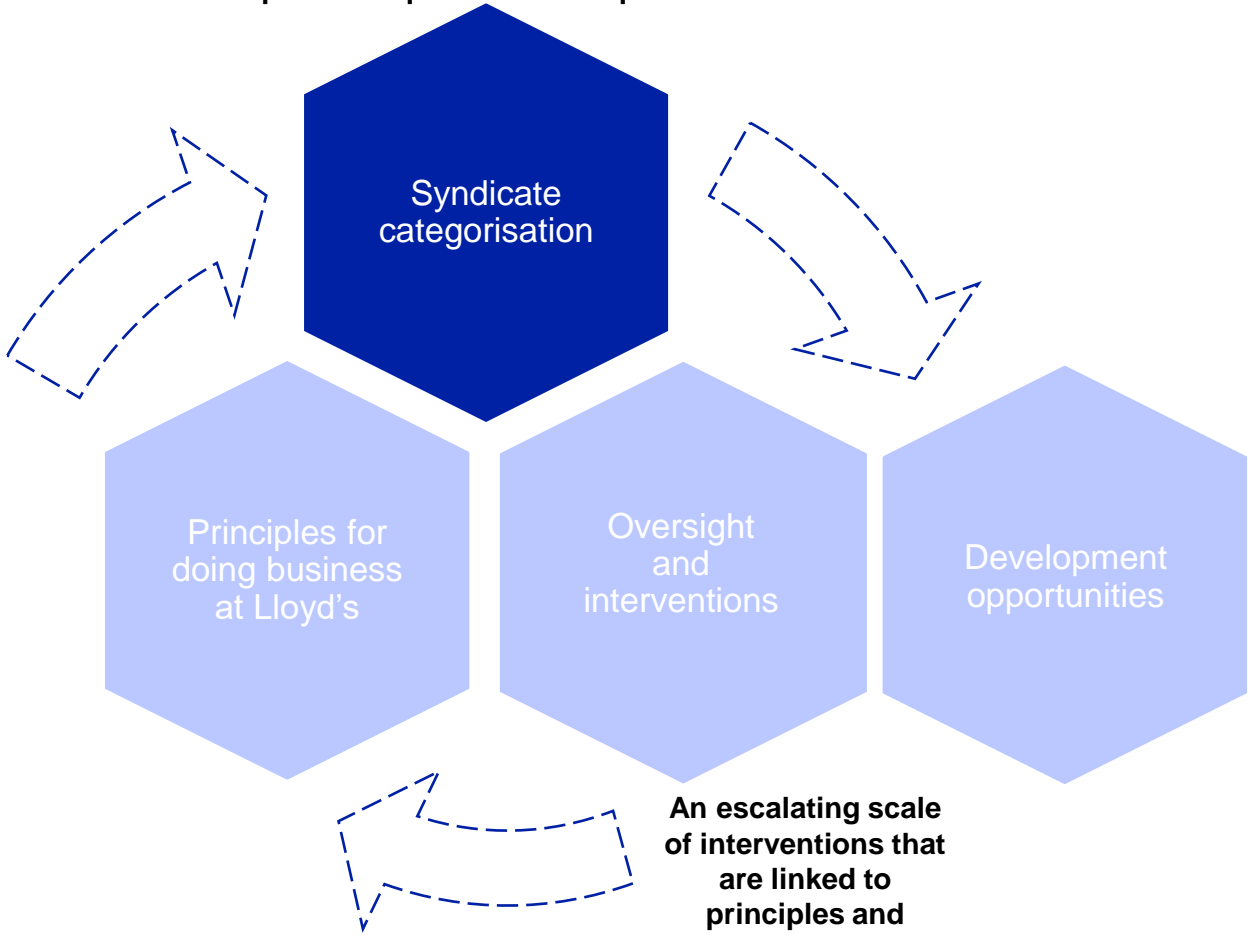 Syndicate
categorisation
Principles for
doing business
at Lloyd's
Oversight
and
interventions
Development
opportunities
An escalating scale
of interventions that
are linked to
principles and